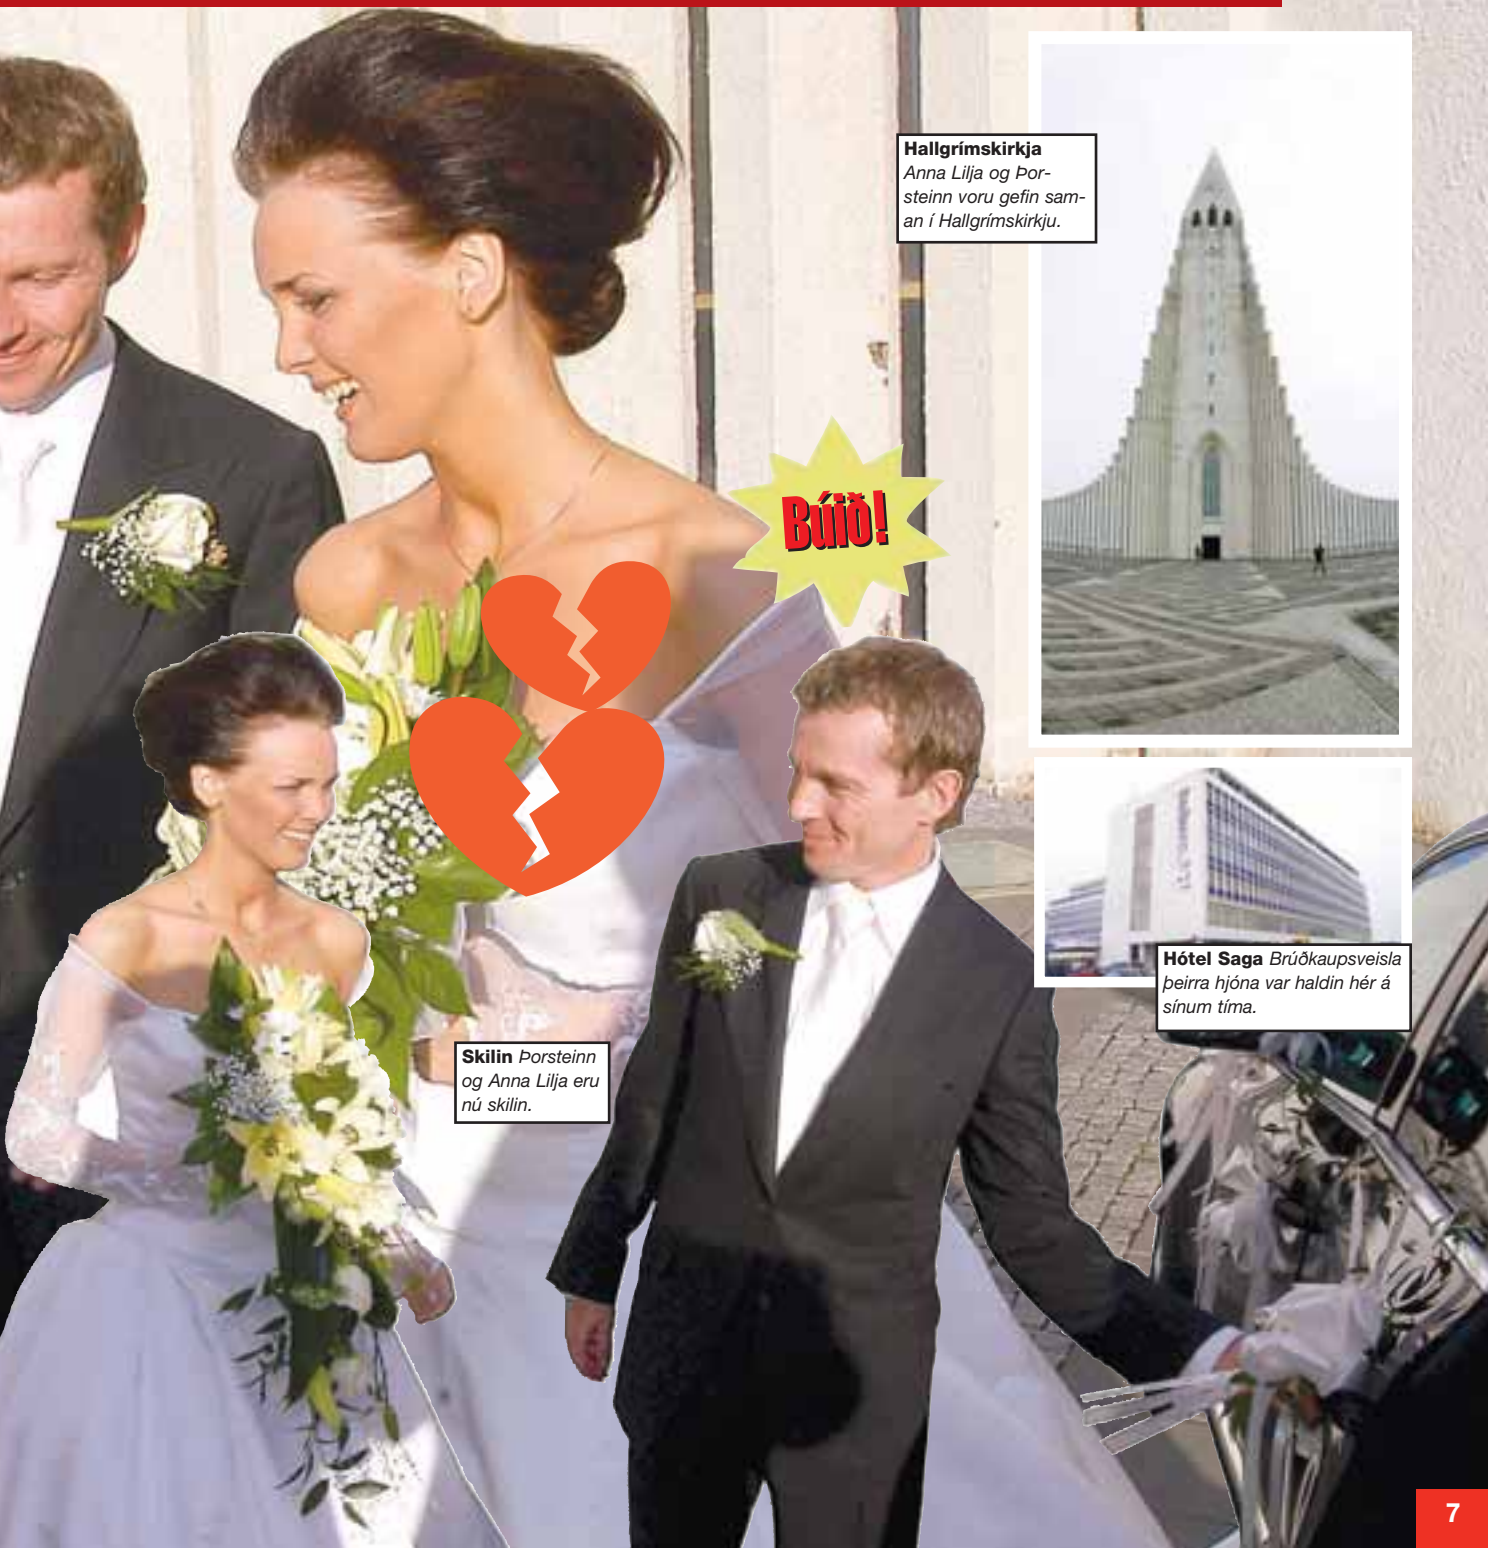 Hallgrímskirkja
Anna Lilja og Þor-
steinn voru gefin sam-
an í Hallgrímskirkju.
Búið!
Hótel Saga Brúðkaupsveisla
þeirra hjóna var haldin hér á
sínum tíma.
Skilin Þorsteinn
og Anna Lilja eru
nú skilin.
7